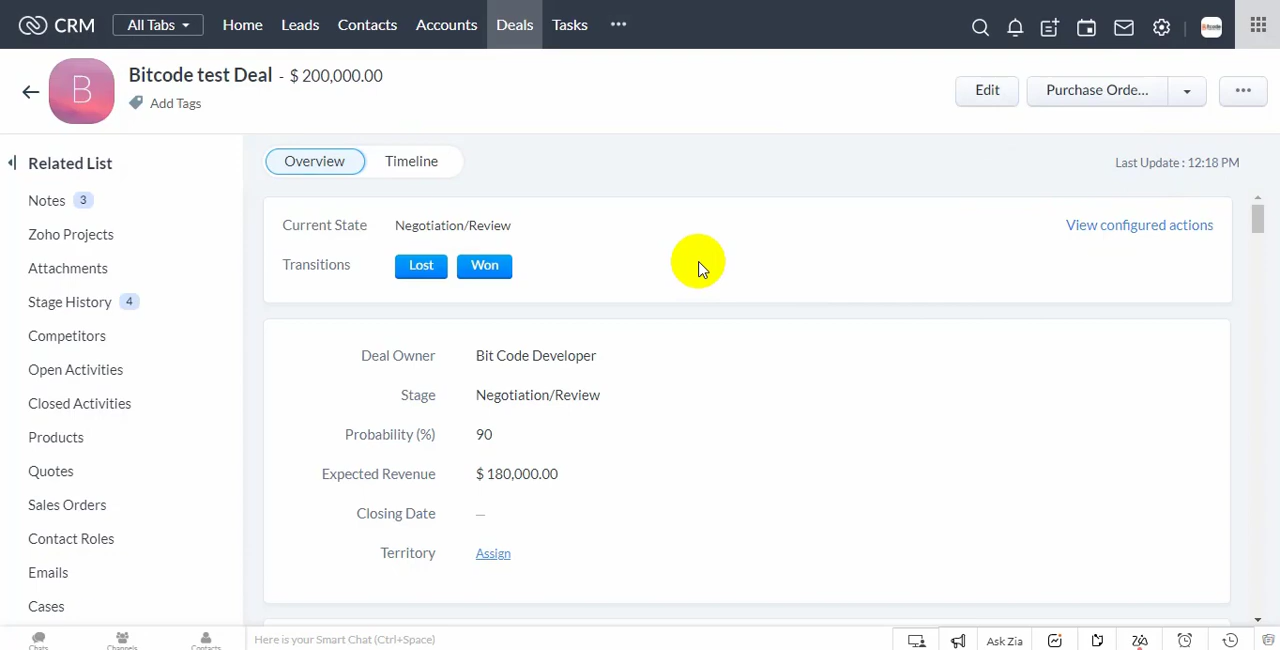 CRM All Tabs Home Leads Contacts Accounts Deals Tasks
B Bitcode test Deal - $ 200,000.00
Add Tags
Edit Purchase Orde...
Related List
Notes 3
Zoho Projects
Attachments
Stage History 4
Competitors
Open Activities
Closed Activities
Products
Quotes
Sales Orders
Contact Roles
Emails
Cases
Overview Timeline
Last Update : 12:18 PM
Current State Negotiation/Review View configured actions
Transitions Lost Won
Deal Owner Bit Code Developer
Stage Negotiation/Review
Probability (%) 90
Expected Revenue $ 180,000.00
Closing Date —
Territory Assign
Chats Channels Contacts Here is your Smart Chat (Ctrl+Space) Ask Zia